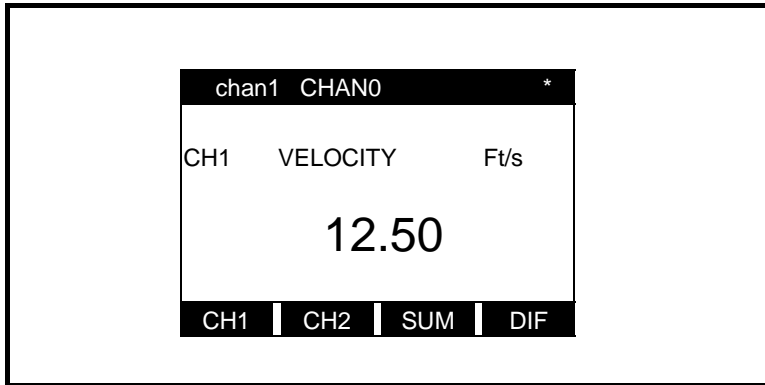 chan1 CHAN0 *
CH1 VELOCITY Ft/s
12.50
CH1 CH2 SUM DIF